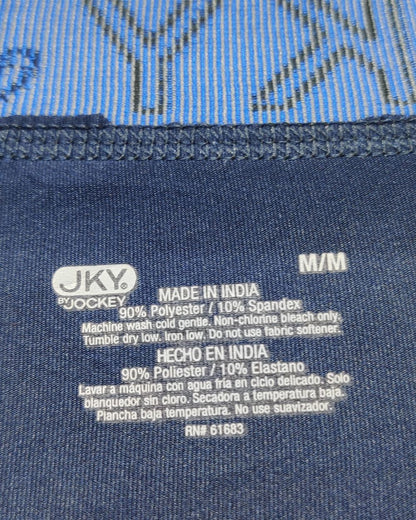 M/M
JKY.
BY JOCKEY
MADE IN INDIA
90% Polyester / 10% Spandex
Machine wash cold gentle. Non-chlorine bleach only.
Tumble dry low. Iron low. Do not use fabric softener.
HECHO EN INDIA
90% Poliester / 10% Elastano
Lavar a máquina con agua fría en ciclo delicado. Solo
blanquedor sin cloro. Secadora a temperatura baja.
Plancha baja temperatura. No use suavizador.
RN# 61683